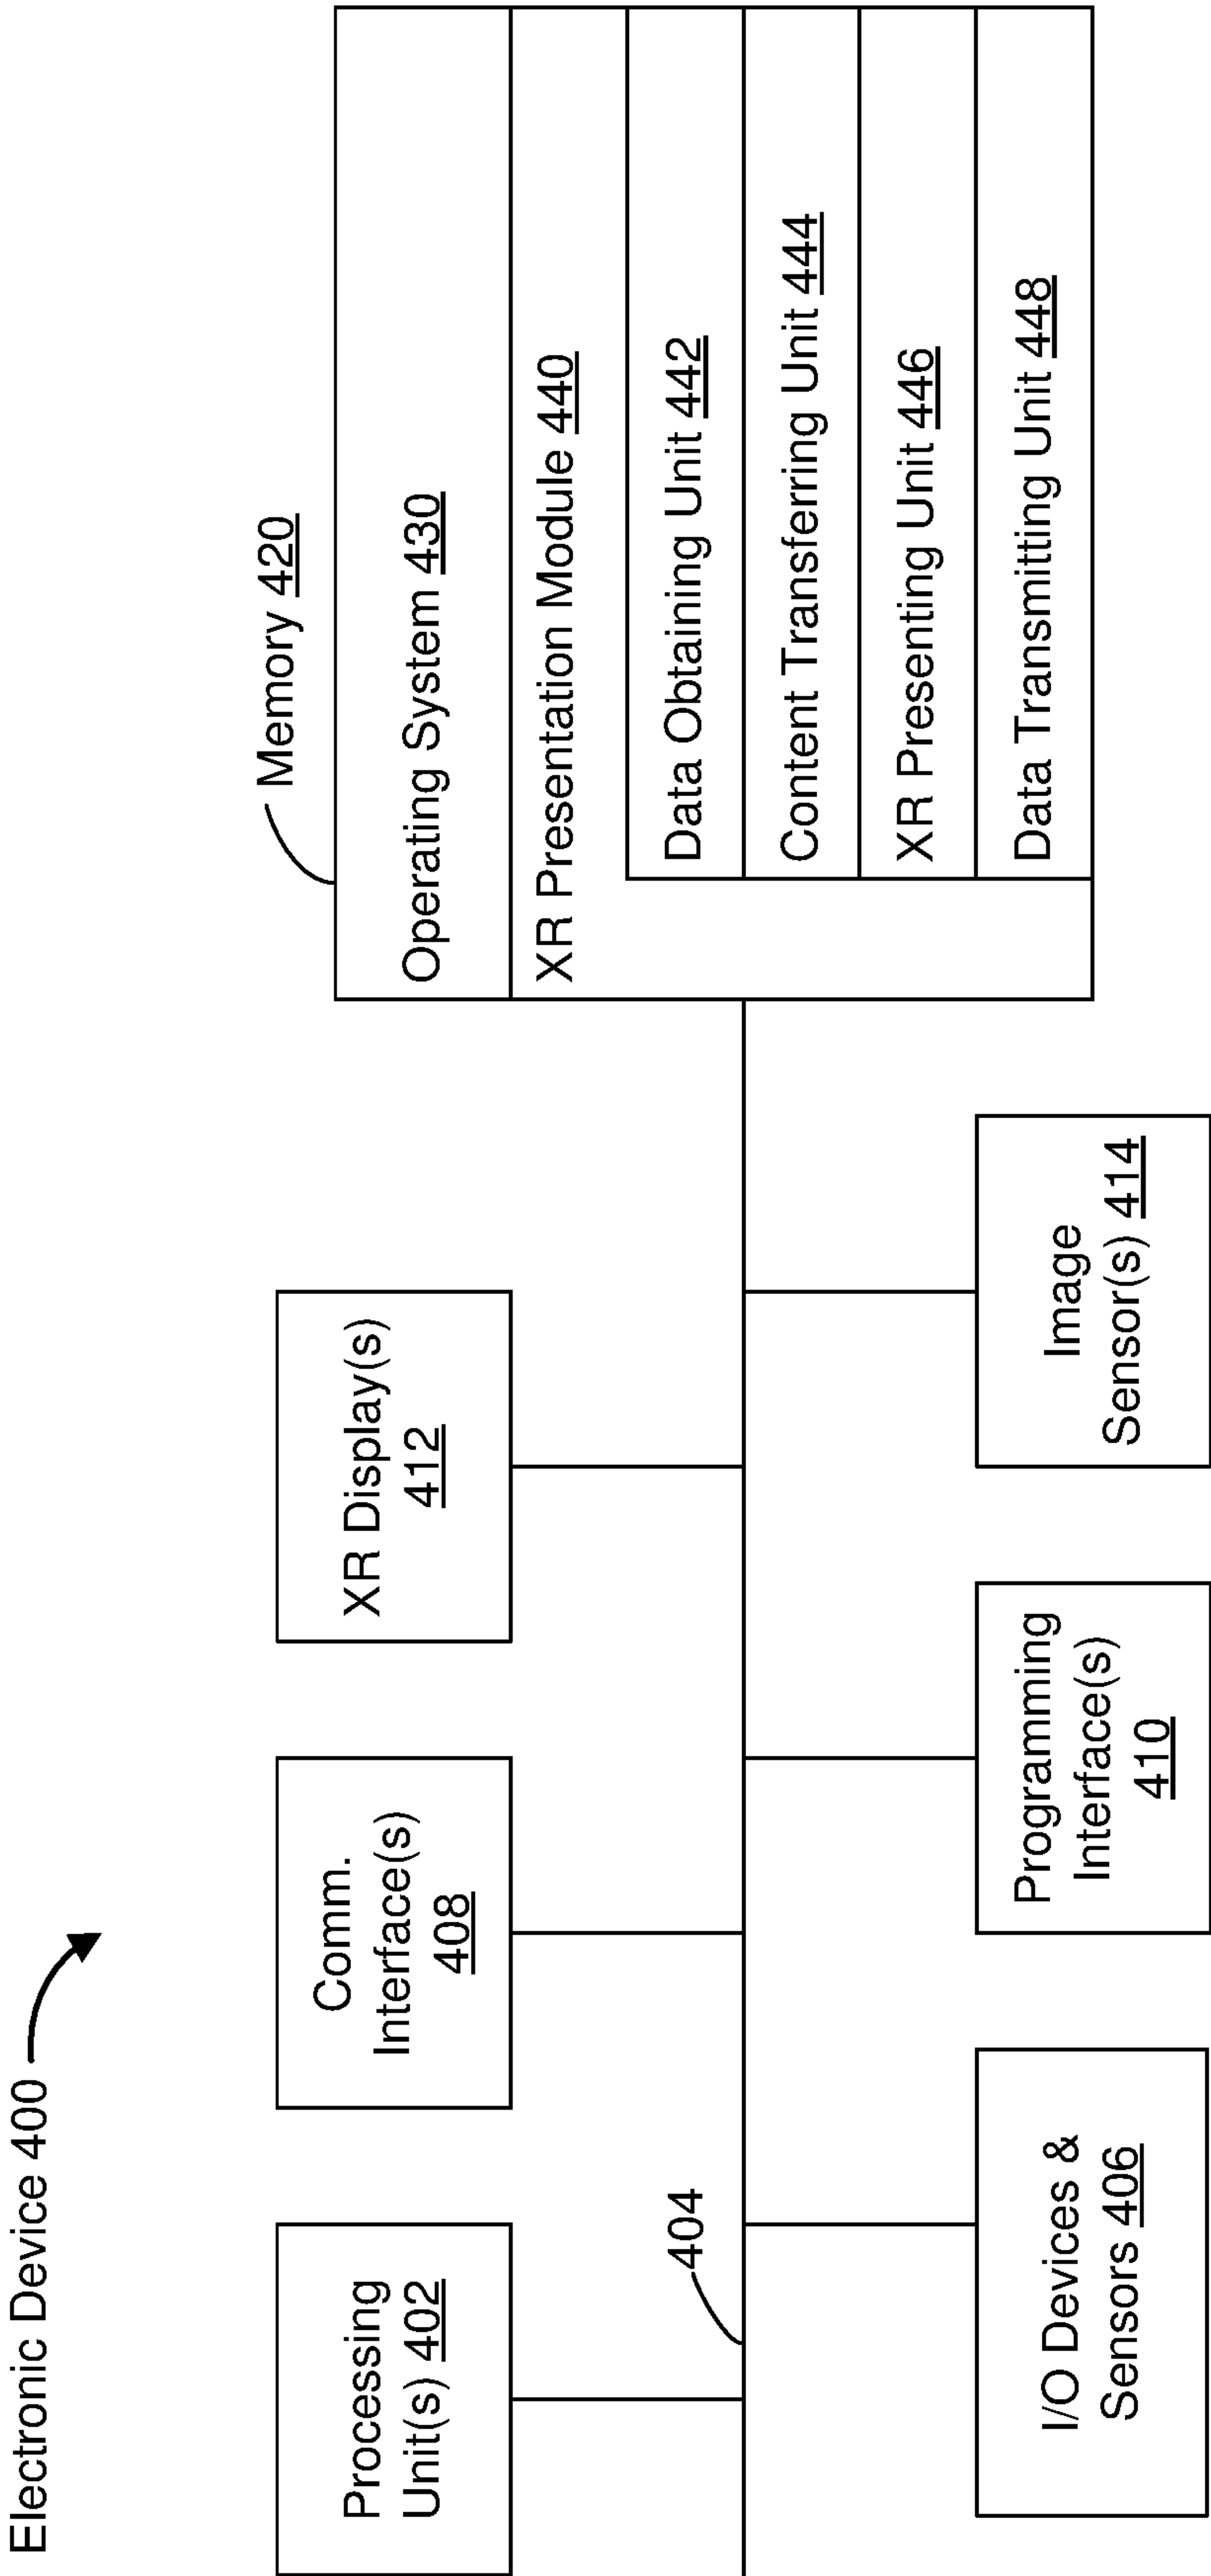 Electronic Device 400
Processing
Unit(s) 402
Comm.
Interface(s)
408
XR Display(s)
412
Memory 420
Operating System 430
XR Presentation Module 440
Data Obtaining Unit 442
Content Transferring Unit 444
XR Presenting Unit 446
Data Transmitting Unit 448
404
I/O Devices &
Sensors 406
Programming
Interface(s)
410
Image
Sensor(s) 414